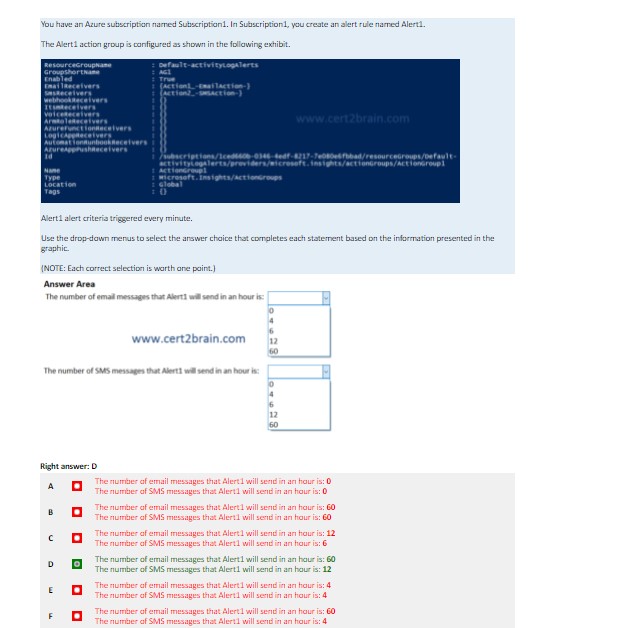 You have an Azure subscription named Subscription1. In Subscription1, you create an alert rule named Alert1.
The Alert1 action group is configured as shown in the following exhibit.
ResourceGroupName : Default-activityLogAlerts
GroupShortName : AG1
Enabled : True
EmailReceivers : {Action1_-EmailAction-}
SmsReceivers : {Action2_-SMSAction-}
WebhookReceivers : {}
ItsmReceivers : {}
VoiceReceivers : {}
ArmRoleReceivers : {}
AzureFunctionReceivers : {}
LogicAppReceivers : {}
AutomationRunbookReceivers : {}
AzureAppPushReceivers : {}
Id : /resourceGroups/Default-
activityLogAlerts/providers/microsoft.insights/actionGroups/ActionGroup1
Name : ActionGroup1
Type : Microsoft.Insights/ActionGroups
Location : Global
Tags : {}
www.cert2brain.com
Alert1 alert criteria triggered every minute.
Use the drop-down menus to select the answer choice that completes each statement based on the information presented in the
graphic.
(NOTE: Each correct selection is worth one point.)
Answer Area
The number of email messages that Alert1 will send in an hour is:
0
4
6
12
60
www.cert2brain.com
The number of SMS messages that Alert1 will send in an hour is:
0
4
6
12
60
Right answer: D
A
The number of email messages that Alert1 will send in an hour is: 0
The number of SMS messages that Alert1 will send in an hour is: 0
B
The number of email messages that Alert1 will send in an hour is: 60
The number of SMS messages that Alert1 will send in an hour is: 60
C
The number of email messages that Alert1 will send in an hour is: 12
The number of SMS messages that Alert1 will send in an hour is: 6
D
The number of email messages that Alert1 will send in an hour is: 60
The number of SMS messages that Alert1 will send in an hour is: 12
E
The number of email messages that Alert1 will send in an hour is: 4
The number of SMS messages that Alert1 will send in an hour is: 4
F
The number of email messages that Alert1 will send in an hour is: 60
The number of SMS messages that Alert1 will send in an hour is: 4